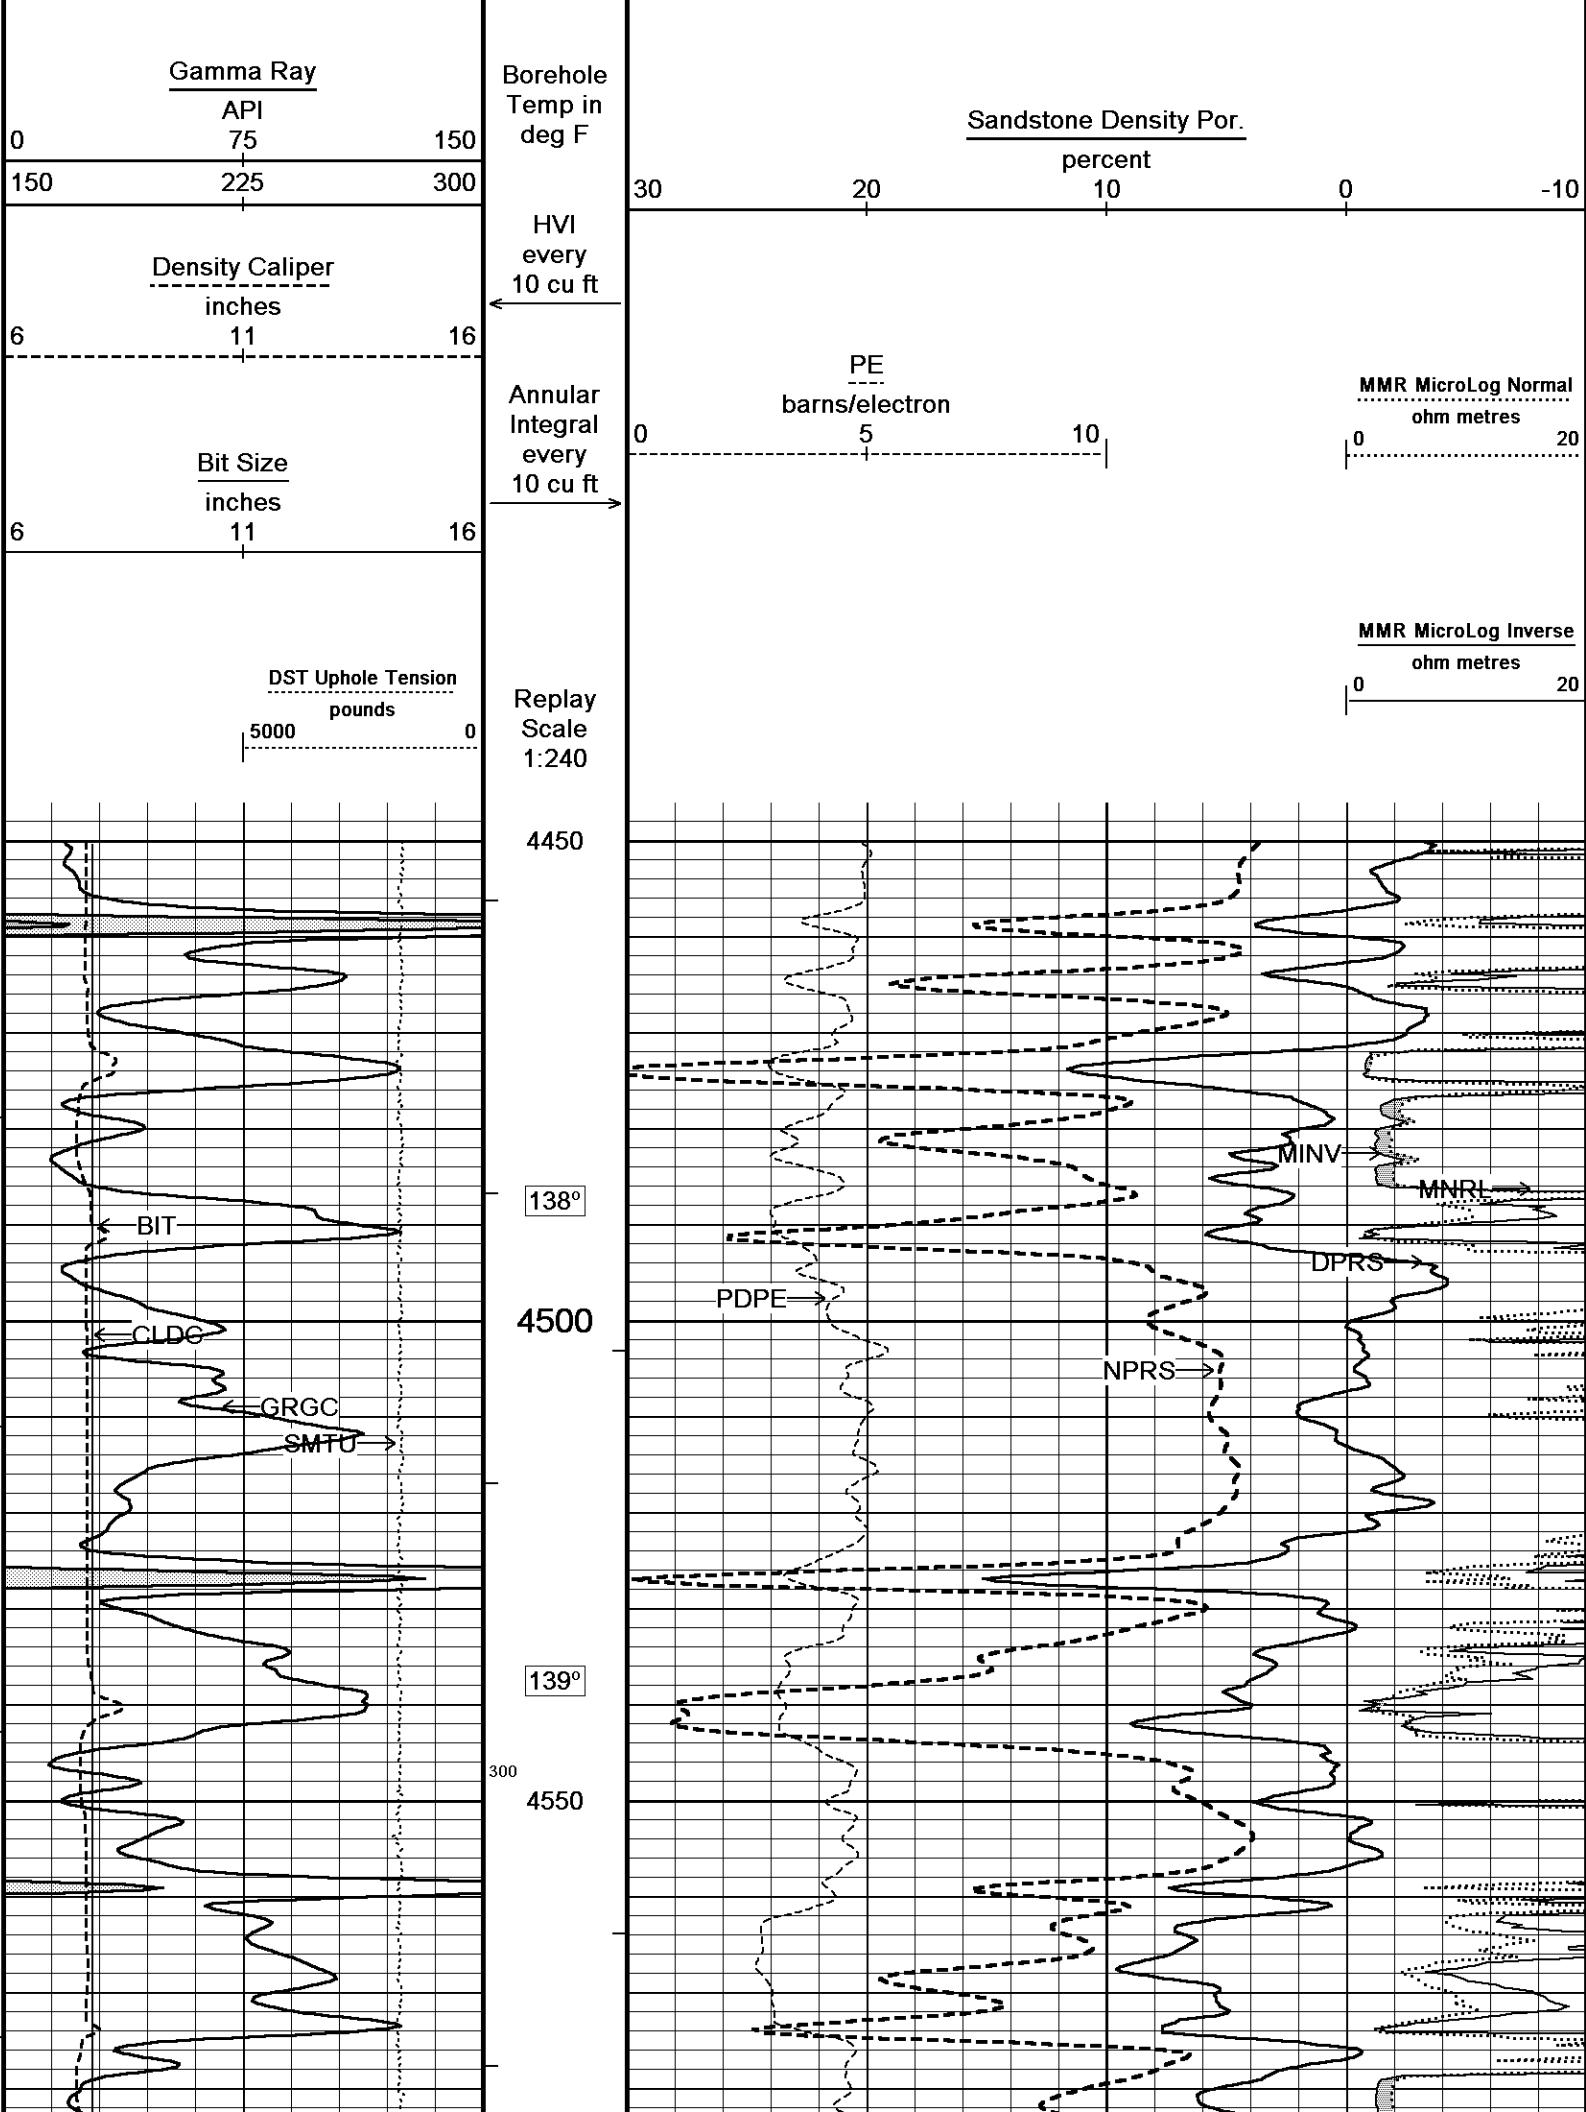 Gamma Ray
API
0 75 150
150 225 300
Density Caliper
inches
6 11 16
Bit Size
inches
6 11 16
DST Uphole Tension
pounds
5000 0
Borehole
Temp in
deg F
HVI
every
10 cu ft
Annular
Integral
every
10 cu ft
Replay
Scale
1:240
Sandstone Density Por.
percent
30 20 10 0 -10
PE
barns/electron
0 5 10
MMR MicroLog Normal
ohm metres
0 20
MMR MicroLog Inverse
ohm metres
0 20
4450
MINV
MNRL
138º
BIT
DPRS
PDPE
4500
CLDC
NPRS
GRGC
SMTU
139º
300
4550